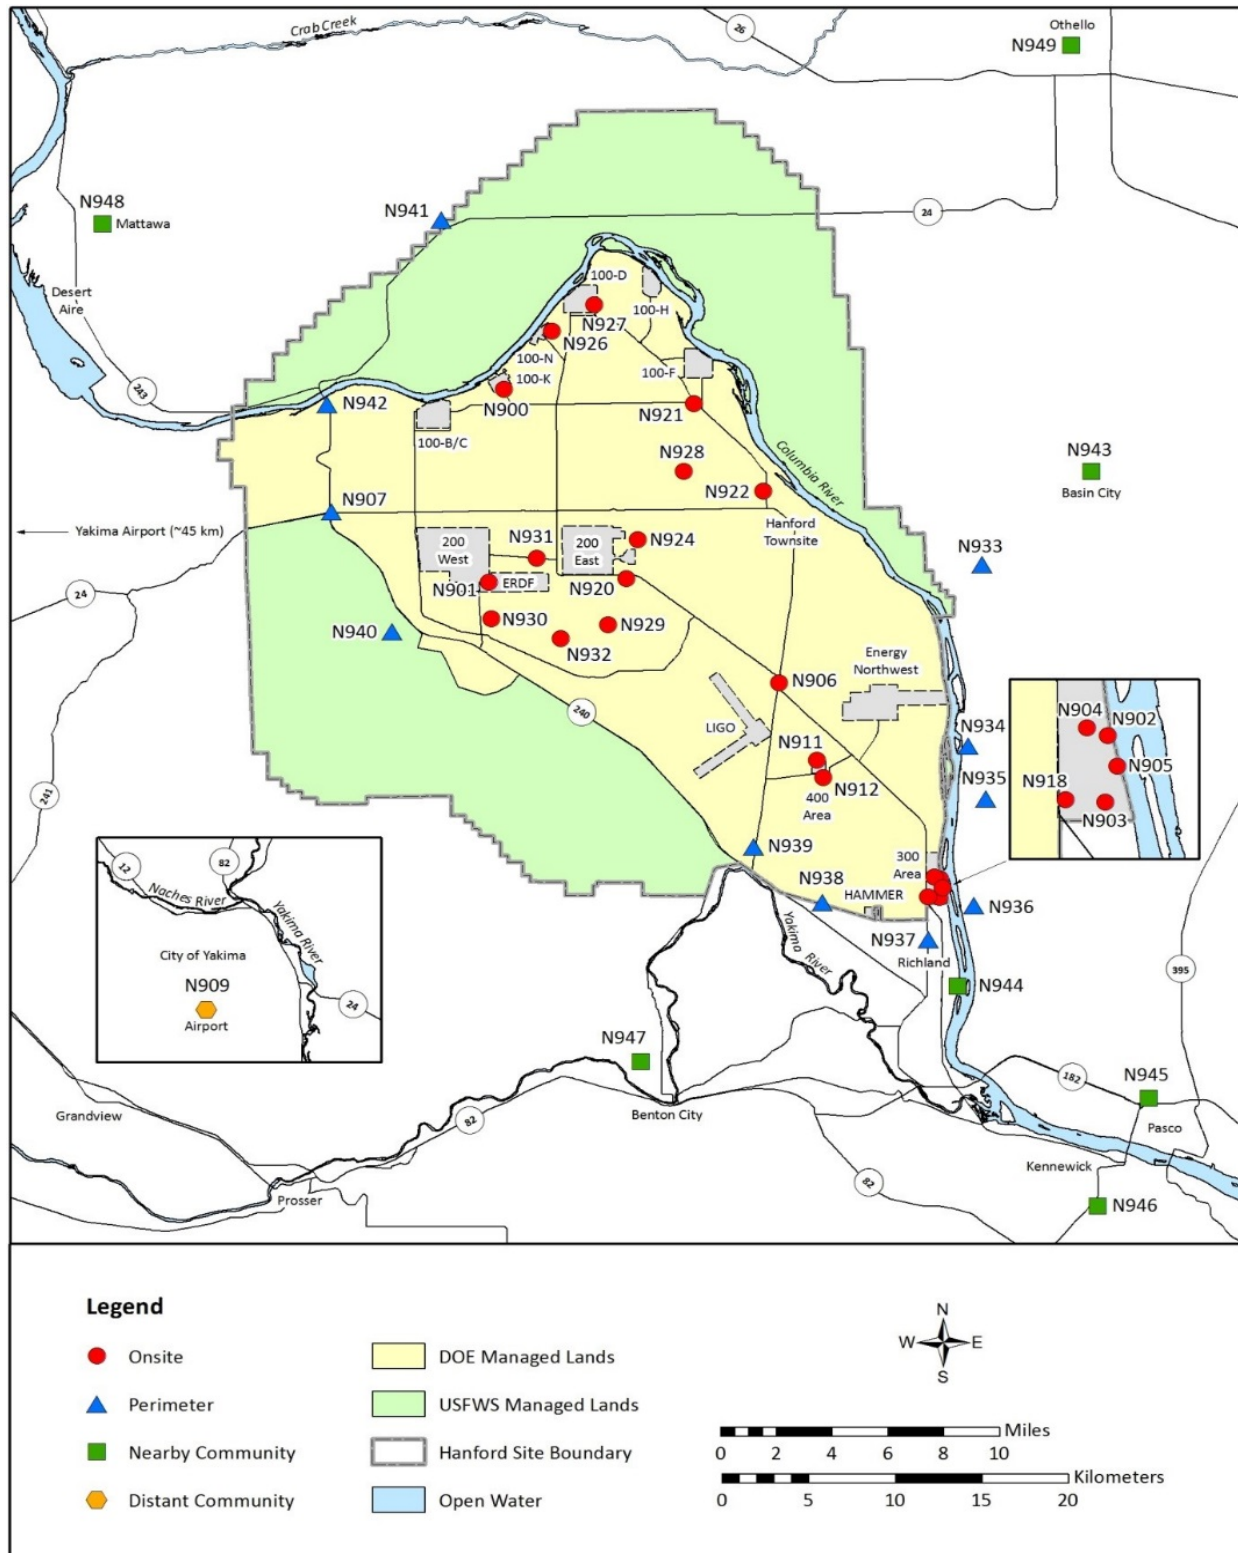 Crab Creek
26
Othello
N949
N948
Mattawa
N941
24
Desert
Aire
100-D
N927
100-H
N926
100-N
100-K
100-F
243
N942
N900
N921
100-B/C
N928
Columbia River
N943
Basin City
N922
N907
Yakima Airport (~45 km)
Hanford
Townsite
N931
N924
200
West
200
East
N933
N901
ERDF
N920
24
N930
N929
N940
N932
Energy
Northwest
N906
240
LIGO
N934
N904
N902
N911
N905
N935
N918
N912
N903
241
400
Area
82
12
N939
300
Area
Naches River
N938
HAMMER
N936
Yakima River
Yakima River
N937
City of Yakima
Richland
395
N909
N944
24
Airport
N947
182
N945
Grandview
Benton City
82
Pasco
Kennewick
82
Prosser
N946
Legend
Onsite
DOE Managed Lands
Perimeter
USFWS Managed Lands
Nearby Community
Hanford Site Boundary
Distant Community
Open Water
N
W E
S
Miles
0 2 4 6 8 10
Kilometers
0 5 10 15 20